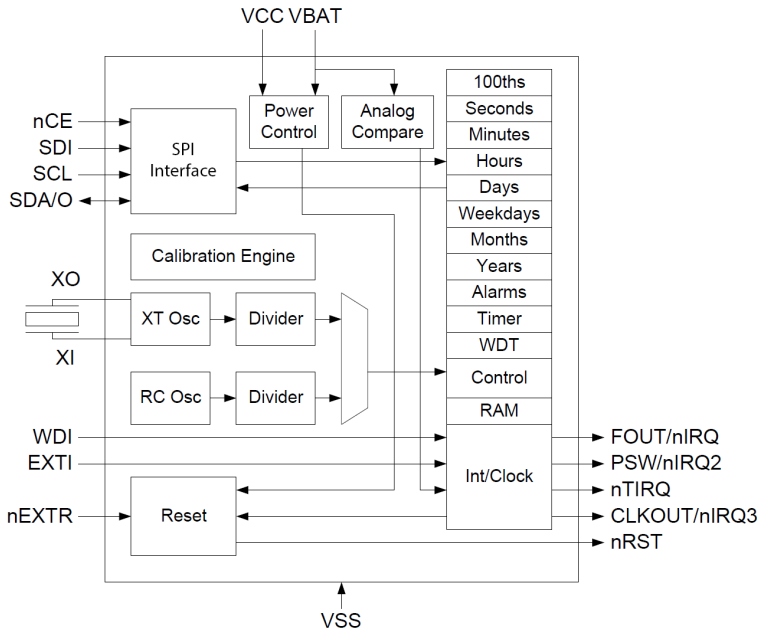 VCC VBAT
nCE
SDI
SCL
SDA/O
SPI
Interface
Power
Control
Analog
Compare
100ths
Seconds
Minutes
Hours
Days
Weekdays
Months
Years
Alarms
Timer
WDT
Control
RAM
Int/Clock
Calibration Engine
XO
XI
XT Osc
Divider
RC Osc
Divider
WDI
EXTI
nEXTR
Reset
FOUT/nIRQ
PSW/nIRQ2
nTIRQ
CLKOUT/nIRQ3
nRST
VSS